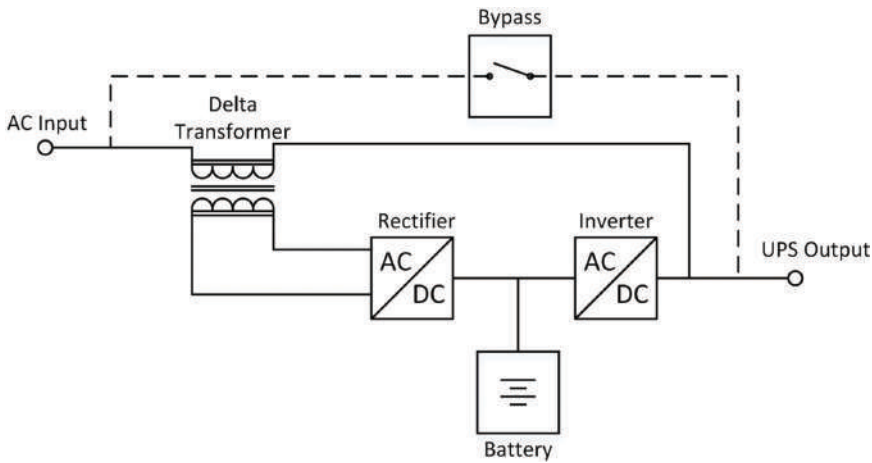 Bypass
Delta
Transformer
AC Input
Rectifier
Inverter
UPS Output
AC
DC
AC
DC
Battery